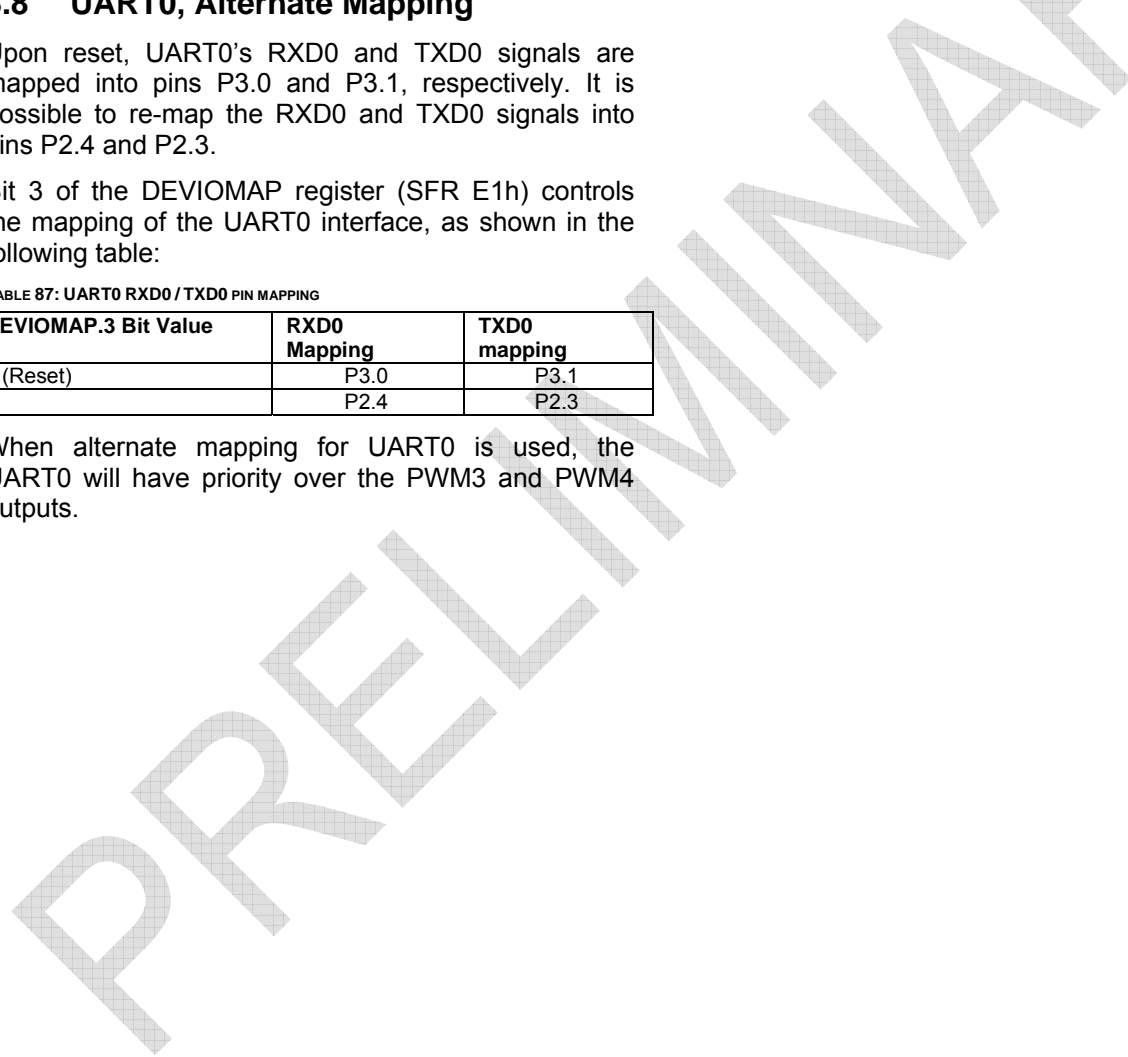 .8 UART0, Alternate Mapping
pon reset, UART0's RXD0 and TXD0 signals are
apped into pins P3.0 and P3.1, respectively. It is
ossible to re-map the RXD0 and TXD0 signals into
ins P2.4 and P2.3.
it 3 of the DEVIOMAP register (SFR E1h) controls
he mapping of the UART0 interface, as shown in the
ollowing table:
ABLE 87: UART0 RXD0 / TXD0 PIN MAPPING
EVIOMAP.3 Bit Value RXD0 Mapping TXD0 mapping
(Reset) P3.0 P3.1
P2.4 P2.3
When alternate mapping for UART0 is used, the
UART0 will have priority over the PWM3 and PWM4
utputs.
PRELIMINAR